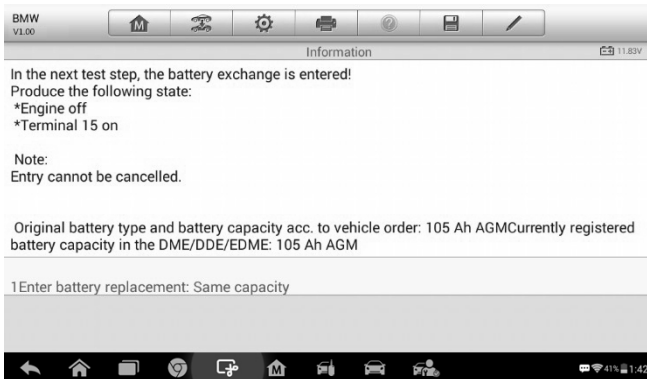 BMW
V1.00
Information
11.83V
In the next test step, the battery exchange is entered!
Produce the following state:
*Engine off
*Terminal 15 on
Note:
Entry cannot be cancelled.
Original battery type and battery capacity acc. to vehicle order: 105 Ah AGMCurrently registered
battery capacity in the DME/DDE/EDME: 105 Ah AGM
1Enter battery replacement: Same capacity
41% 1:42